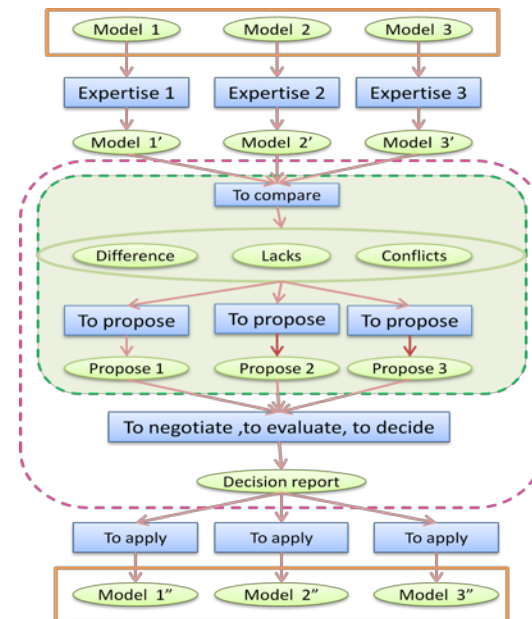 Model 1 Model 2 Model 3
Expertise 1 Expertise 2 Expertise 3
Model 1’ Model 2’ Model 3’
To compare
Difference Lacks Conflicts
To propose To propose To propose
Propose 1 Propose 2 Propose 3
To negotiate ,to evaluate, to decide
Decision report
To apply To apply To apply
Model 1” Model 2” Model 3”